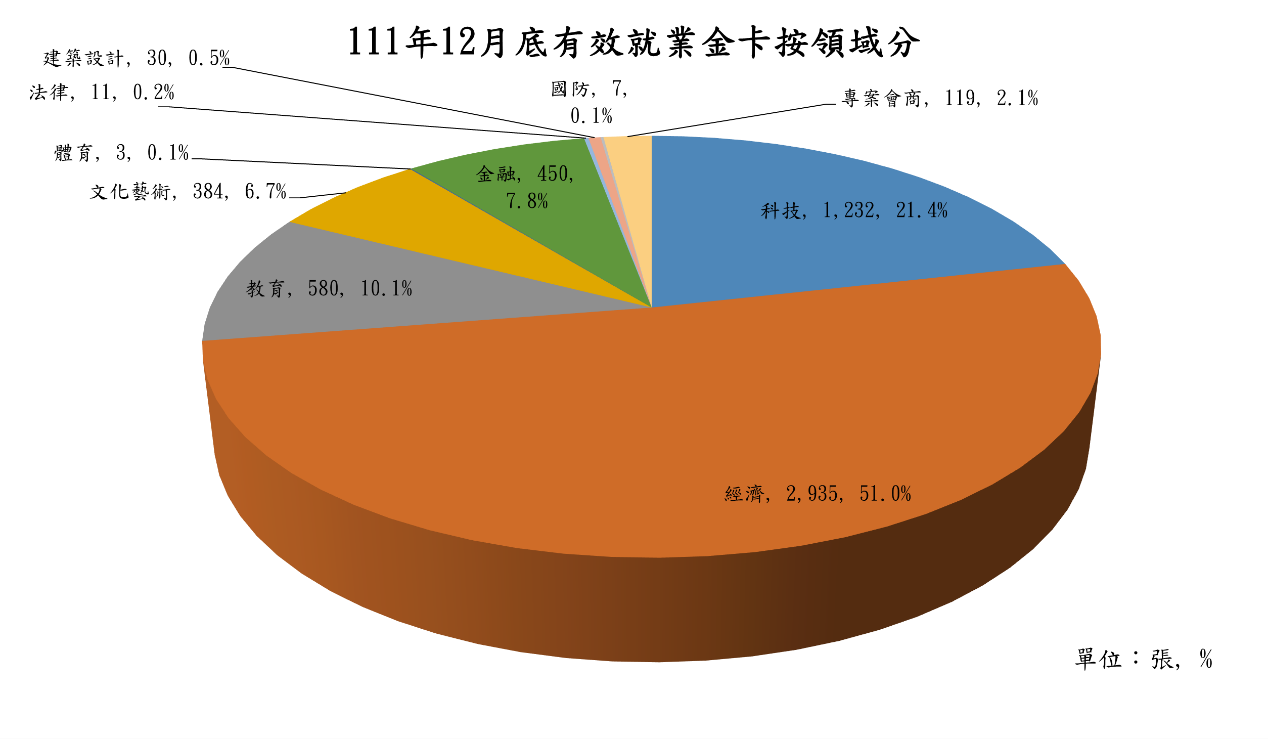 111年12月底有效就業金卡按領域分
建築設計, 30, 0.5%
法律, 11, 0.2%
國防, 7,
0.1%
專案會商, 119, 2.1%
體育, 3, 0.1%
文化藝術, 384, 6.7%
金融, 450,
7.8%
科技, 1,232, 21.4%
教育, 580, 10.1%
經濟, 2,935, 51.0%
單位：張, %